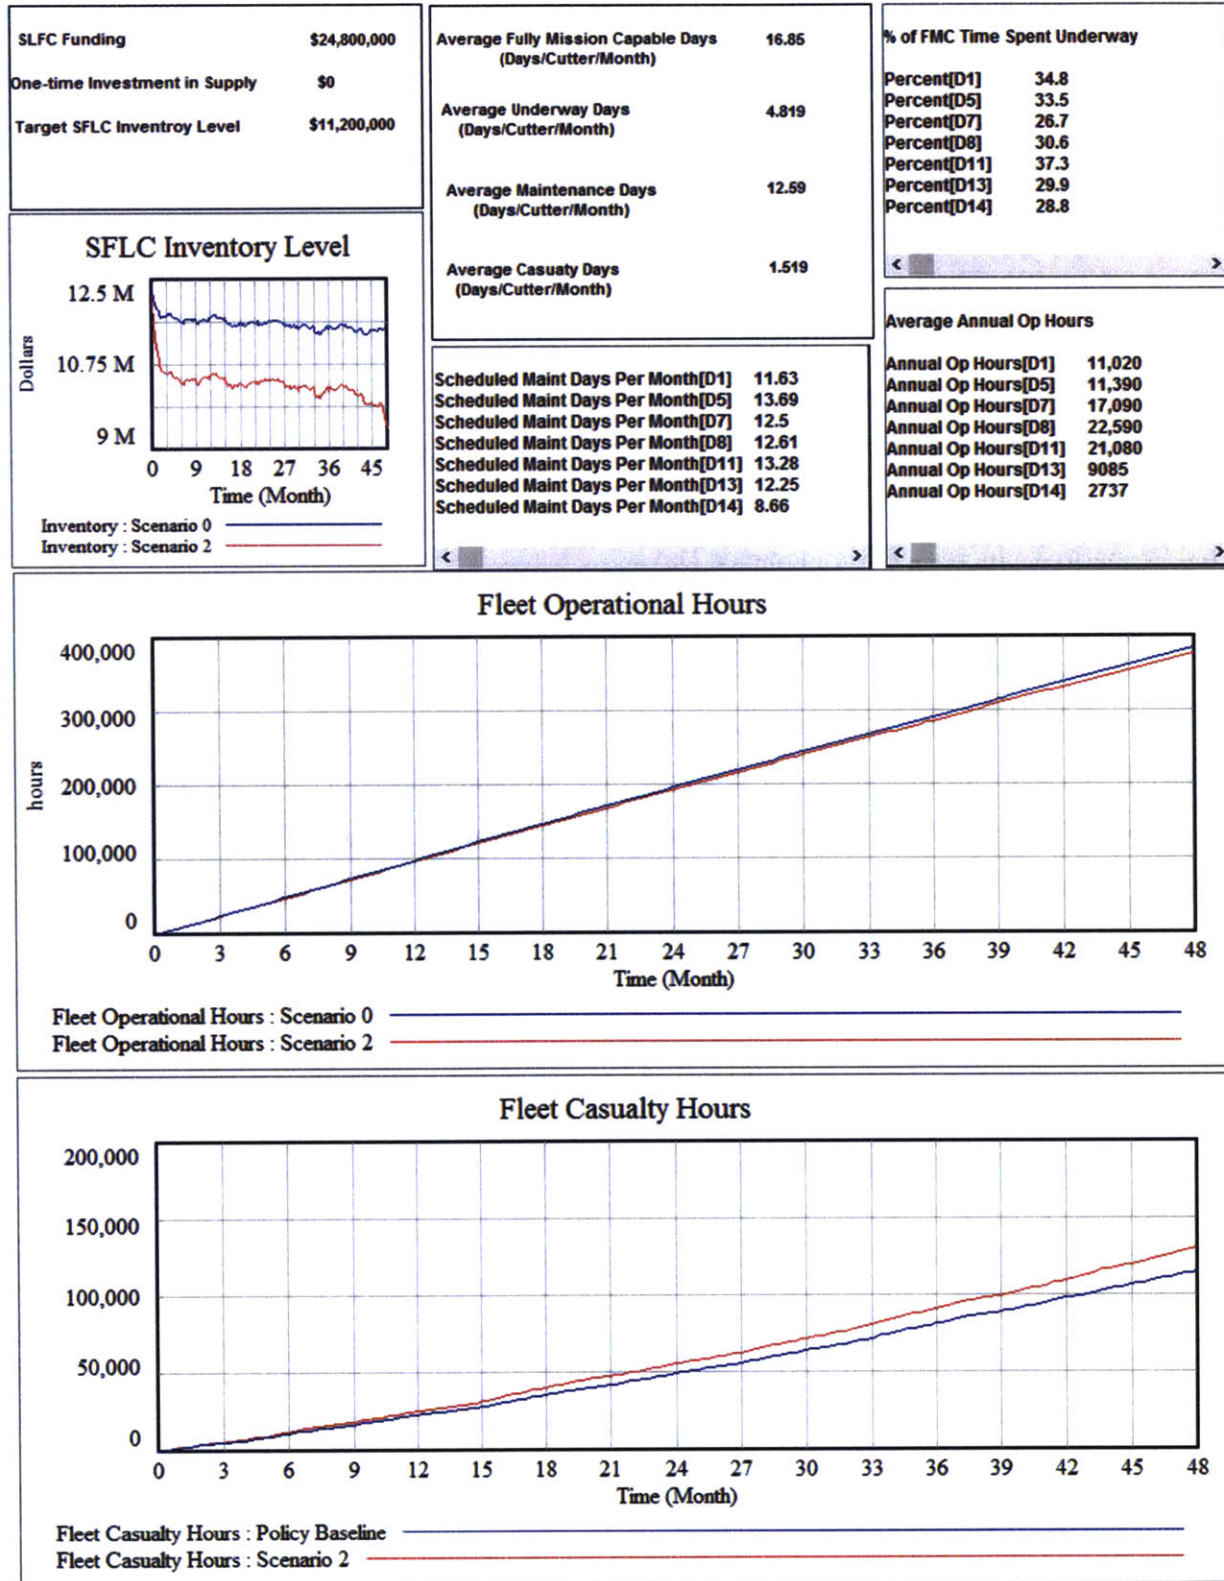 SLFC Funding $24,800,000
One-time Investment in Supply $0
Target SFLC Inventroy Level $11,200,000
Average Fully Mission Capable Days 16.85
(Days/Cutter/Month)
Average Underway Days 4.819
(Days/Cutter/Month)
Average Maintenance Days 12.59
(Days/Cutter/Month)
Average Casuaty Days 1.519
(Days/Cutter/Month)
% of FMC Time Spent Underway
Percent[D1] 34.8
Percent[D5] 33.5
Percent[D7] 26.7
Percent[D8] 30.6
Percent[D11] 37.3
Percent[D13] 29.9
Percent[D14] 28.8
SFLC Inventory Level
12.5 M
10.75 M
9 M
Dollars
0 9 18 27 36 45
Time (Month)
Inventory : Scenario 0
Inventory : Scenario 2
Scheduled Maint Days Per Month[D1] 11.63
Scheduled Maint Days Per Month[D5] 13.69
Scheduled Maint Days Per Month[D7] 12.5
Scheduled Maint Days Per Month[D8] 12.61
Scheduled Maint Days Per Month[D11] 13.28
Scheduled Maint Days Per Month[D13] 12.25
Scheduled Maint Days Per Month[D14] 8.66
Average Annual Op Hours
Annual Op Hours[D1] 11,020
Annual Op Hours[D5] 11,390
Annual Op Hours[D7] 17,090
Annual Op Hours[D8] 22,590
Annual Op Hours[D11] 21,080
Annual Op Hours[D13] 9085
Annual Op Hours[D14] 2737
Fleet Operational Hours
400,000
300,000
200,000
100,000
0
hours
0 3 6 9 12 15 18 21 24 27 30 33 36 39 42 45 48
Time (Month)
Fleet Operational Hours : Scenario 0
Fleet Operational Hours : Scenario 2
Fleet Casualty Hours
200,000
150,000
100,000
50,000
0
0 3 6 9 12 15 18 21 24 27 30 33 36 39 42 45 48
Time (Month)
Fleet Casualty Hours : Policy Baseline
Fleet Casualty Hours : Scenario 2